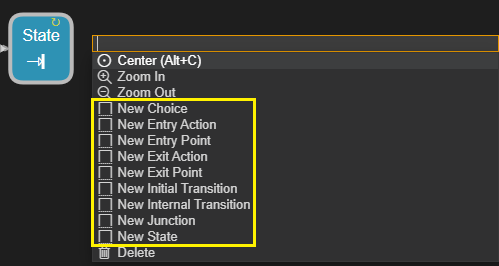 State
Center (Alt+C)
Zoom In
Zoom Out
New Choice
New Entry Action
New Entry Point
New Exit Action
New Exit Point
New Initial Transition
New Internal Transition
New Junction
New State
Delete